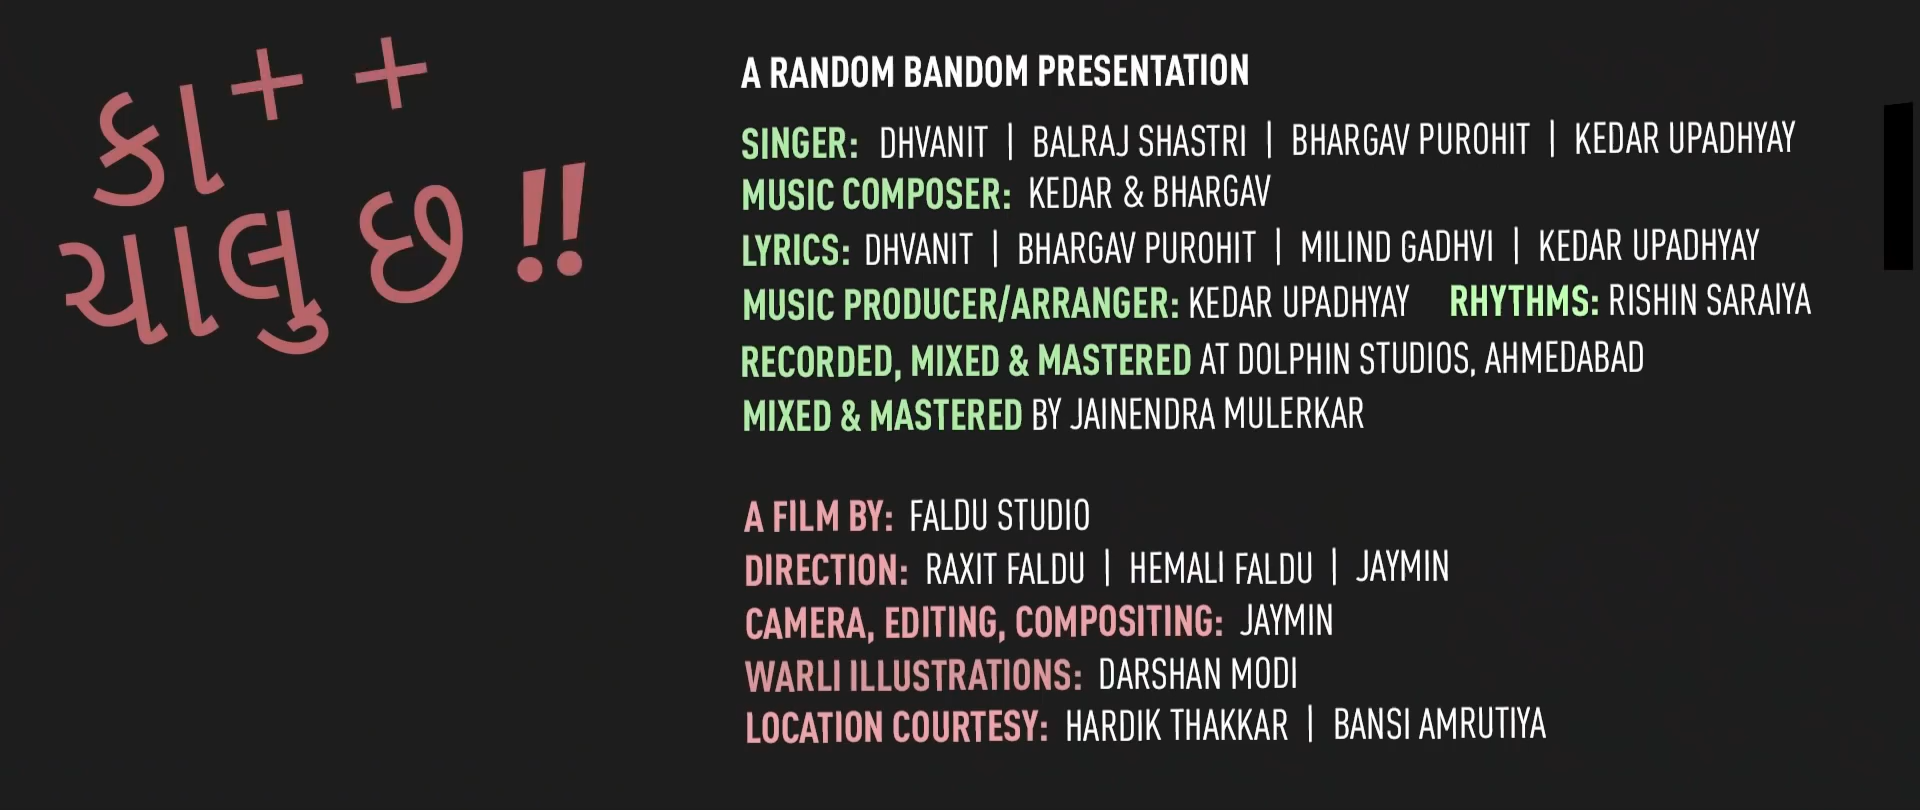 કા++
ચાલુ છ!!
A RANDOM BANDOM PRESENTATION
SINGER: DHVANIT | BALRAJ SHASTRI | BHARGAV PUROHIT | KEDAR UPADHYAY
MUSIC COMPOSER: KEDAR & BHARGAV
LYRICS: DHVANIT | BHARGAV PUROHIT | MILIND GADHVI | KEDAR UPADHYAY
MUSIC PRODUCER/ARRANGER: KEDAR UPADHYAY RHYTHMS: RISHIN SARAIYA
RECORDED, MIXED & MASTERED AT DOLPHIN STUDIOS, AHMEDABAD
MIXED & MASTERED BY JAINENDRA MULERKAR
A FILM BY: FALDU STUDIO
DIRECTION: RAXIT FALDU | HEMALI FALDU | JAYMIN
CAMERA, EDITING, COMPOSITING: JAYMIN
WARLI ILLUSTRATIONS: DARSHAN MODI
LOCATION COURTESY: HARDIK THAKKAR | BANSI AMRUTIYA